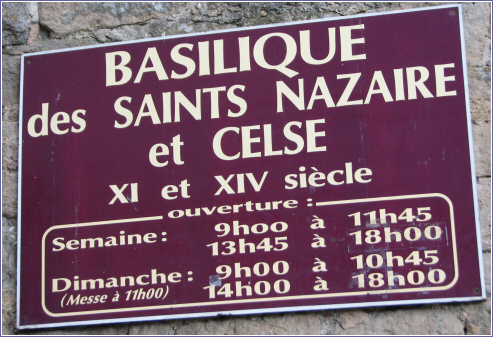 BASILIQUE
des SAINTS NAZAIRE
et CELSE
XI et XIV siècle
ouverture :
Semaine : 9hoo à 11h45
13h45 à 18h00
Dimanche : 9h00 à 10h45
(Messe à 11h00) 14h00 à 18h00